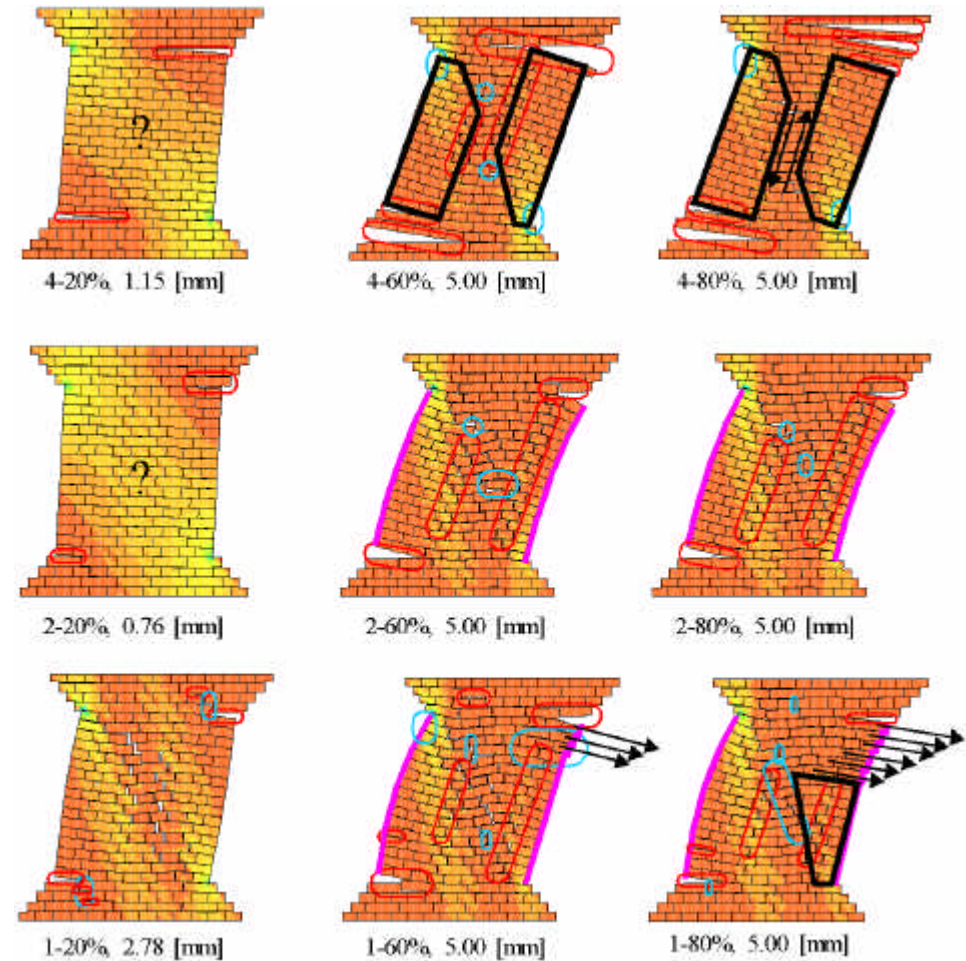 ?
4-20%, 1.15 [mm] 4-60%, 5.00 [mm] 4-80%, 5.00 [mm]
?
2-20%, 0.76 [mm] 2-60%, 5.00 [mm] 2-80%, 5.00 [mm]
1-20%, 2.78 [mm] 1-60%, 5.00 [mm] 1-80%, 5.00 [mm]